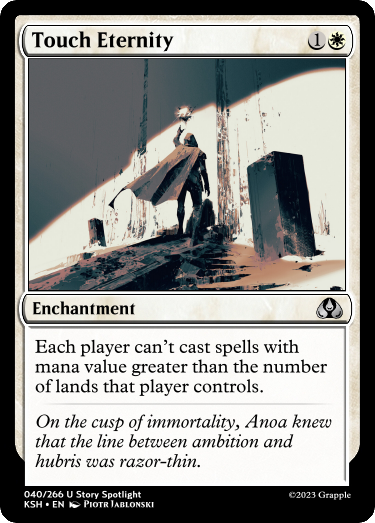 Touch Eternity 1
Enchantment
Each player can't cast spells with
mana value greater than the number
of lands that player controls.
On the cusp of immortality, Anoa knew
that the line between ambition and
hubris was razor-thin.
040/266 U Story Spotlight
KSH • EN Piotr Jabłonski ©2023 Grapple